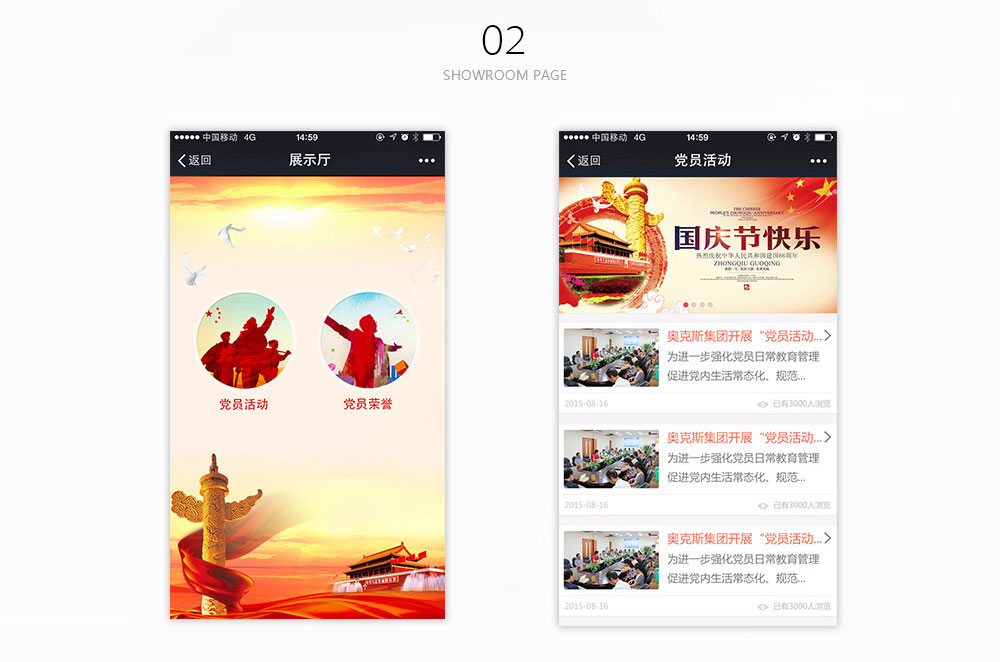 02
SHOWROOM PAGE
中国移动 4G 14:59
返回 展示厅
党员活动 党员荣誉
中国移动 4G 14:59
返回 党员活动
THE CHINESE
PEOPLE'S ZHONGQIU ANNIVERSARY
国庆节快乐
热烈庆祝中华人民共和国建国66周年
ZHONGQIU GUOQING
奥克斯集团开展“党员活动...
为进一步强化党员日常教育管理
促进党内生活常态化、规范...
2015-08-16 已有3000人浏览
奥克斯集团开展“党员活动...
为进一步强化党员日常教育管理
促进党内生活常态化、规范...
2015-08-16 已有3000人浏览
奥克斯集团开展“党员活动...
为进一步强化党员日常教育管理
促进党内生活常态化、规范...
2015-08-16 已有3000人浏览